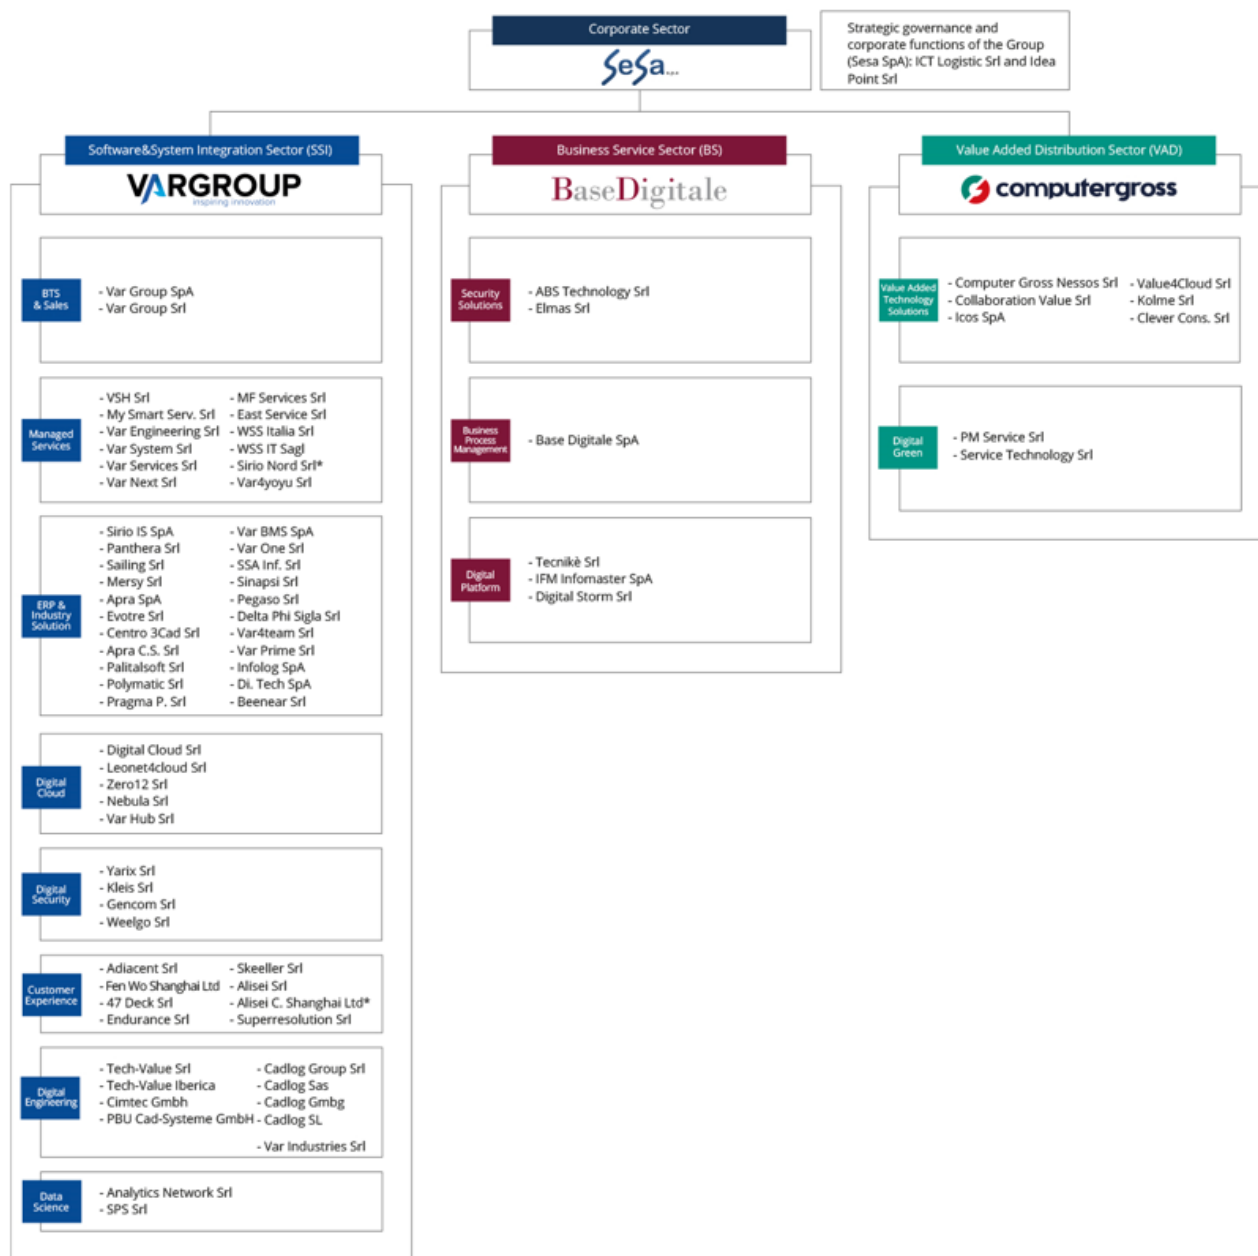 Corporate Sector
SeSa S.p.A.
Strategic governance and
corporate functions of the Group
(Sesa SpA): ICT Logistic Srl and Idea
Point Srl
Software&System Integration Sector (SSI)
VARGROUP
inspiring innovation
BTS
& Sales
- Var Group SpA
- Var Group Srl
Managed
Services
- VSH Srl
- My Smart Serv. Srl
- Var Engineering Srl
- Var System Srl
- Var Services Srl
- Var Next Srl
- MF Services Srl
- East Service Srl
- WSS Italia Srl
- WSS IT Sagl
- Sirio Nord Srl*
- Var4yoyu Srl
ERP &
Industry
Solution
- Sirio IS SpA
- Panthera Srl
- Sailing Srl
- Mersy Srl
- Apra SpA
- Evotre Srl
- Centro 3Cad Srl
- Apra C.S. Srl
- Palitalsoft Srl
- Polymatic Srl
- Pragma P. Srl
- Var BMS SpA
- Var One Srl
- SSA Inf. Srl
- Sinapsi Srl
- Pegaso Srl
- Delta Phi Sigla Srl
- Var4team Srl
- Var Prime Srl
- Infolog SpA
- Di. Tech SpA
- Beenear Srl
Digital
Cloud
- Digital Cloud Srl
- Leonet4cloud Srl
- Zero12 Srl
- Nebula Srl
- Var Hub Srl
Digital
Security
- Yarix Srl
- Kleis Srl
- Gencom Srl
- Weelgo Srl
Customer
Experience
- Adiacent Srl
- Fen Wo Shanghai Ltd
- 47 Deck Srl
- Endurance Srl
- Skeeller Srl
- Alisei Srl
- Alisei C. Shanghai Ltd*
- Superresolution Srl
Digital
Engineering
- Tech-Value Srl
- Tech-Value Iberica
- Cimtec Gmbh
- PBU Cad-Systeme GmbH
- Cadlog Group Srl
- Cadlog Sas
- Cadlog Gmbg
- Cadlog SL
- Var Industries Srl
Data
Science
- Analytics Network Srl
- SPS Srl
Business Service Sector (BS)
BaseDigitale
Security
Solutions
- ABS Technology Srl
- Elmas Srl
Business
Process
Management
- Base Digitale SpA
Digital
Platform
- Tecnikè Srl
- IFM Infomaster SpA
- Digital Storm Srl
Value Added Distribution Sector (VAD)
computergross
Value Added
Technology
Solutions
- Computer Gross Nessos Srl
- Collaboration Value Srl
- Icos SpA
- Value4Cloud Srl
- Kolme Srl
- Clever Cons. Srl
Digital
Green
- PM Service Srl
- Service Technology Srl